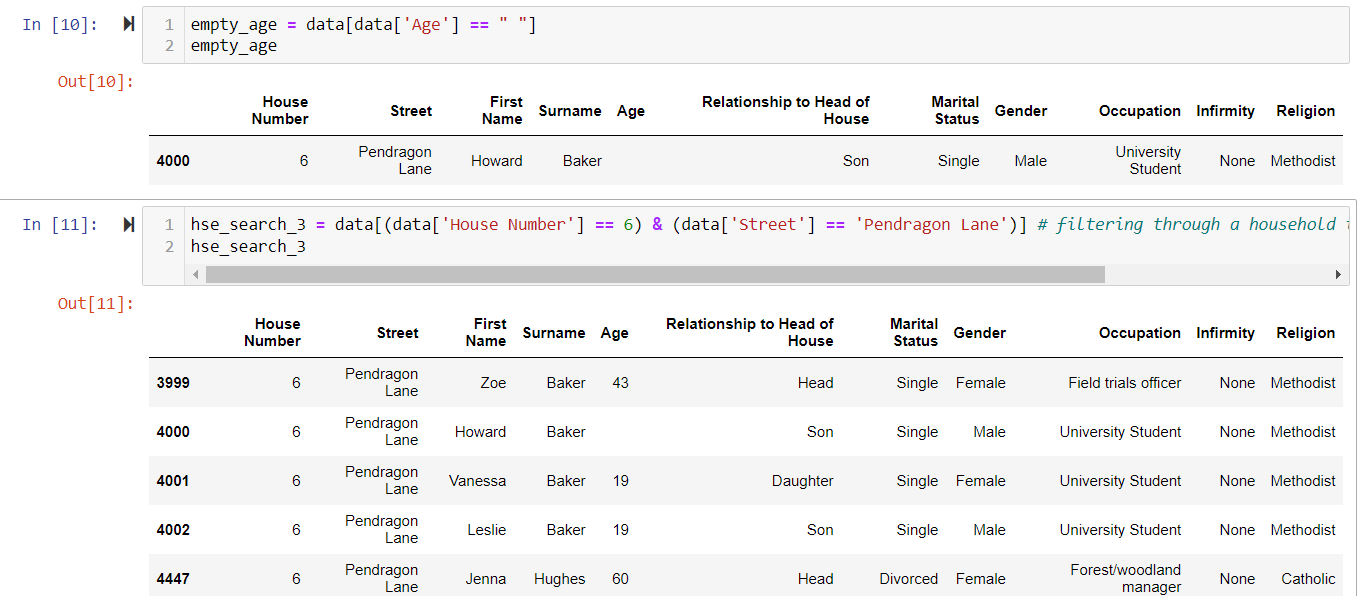 In [10]:
1 empty_age = data[data['Age'] == " "]
2 empty_age
Out[10]:
House Number Street First Name Surname Age Relationship to Head of House Marital Status Gender Occupation Infirmity Religion
4000 6 Pendragon Lane Howard Baker Son Single Male University Student None Methodist
In [11]:
1 hse_search_3 = data[(data['House Number'] == 6) & (data['Street'] == 'Pendragon Lane')] # filtering through a household
2 hse_search_3
Out[11]:
House Number Street First Name Surname Age Relationship to Head of House Marital Status Gender Occupation Infirmity Religion
3999 6 Pendragon Lane Zoe Baker 43 Head Single Female Field trials officer None Methodist
4000 6 Pendragon Lane Howard Baker Son Single Male University Student None Methodist
4001 6 Pendragon Lane Vanessa Baker 19 Daughter Single Female University Student None Methodist
4002 6 Pendragon Lane Leslie Baker 19 Son Single Male University Student None Methodist
4447 6 Pendragon Lane Jenna Hughes 60 Head Divorced Female Forest/woodland manager None Catholic